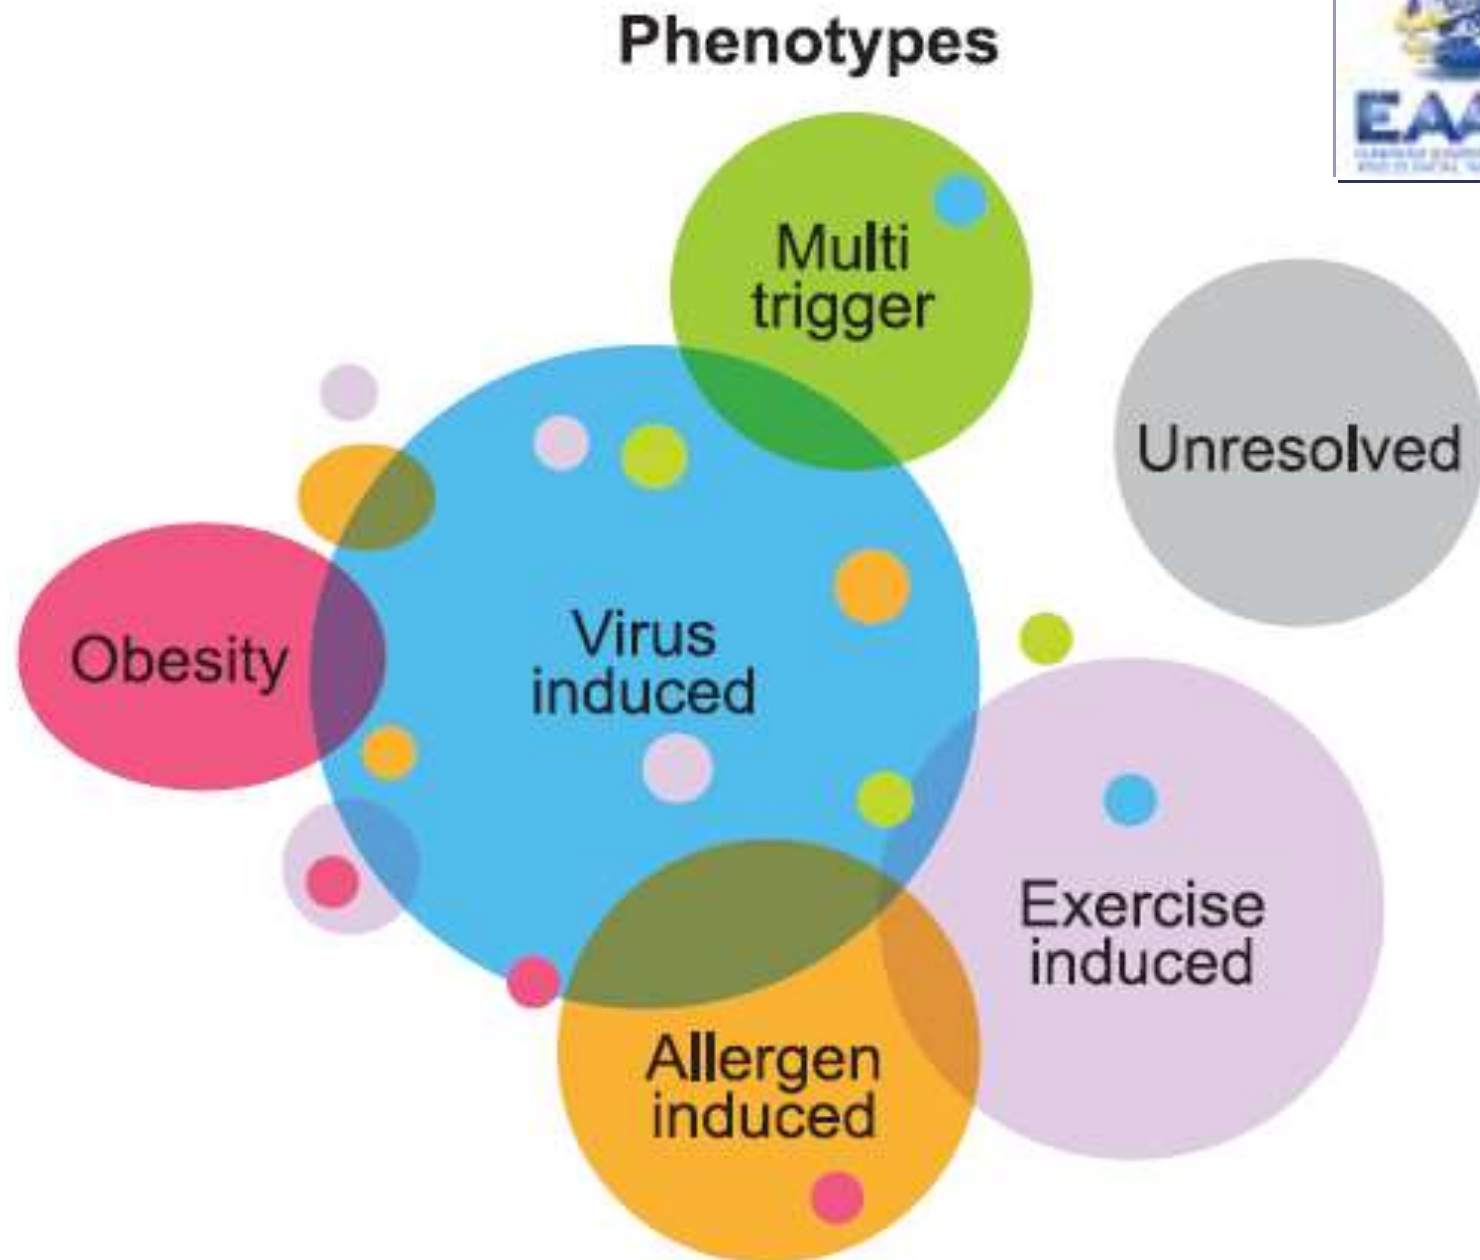 Phenotypes
EAA
Multi
trigger
Unresolved
Obesity
Virus
induced
Exercise
induced
Allergen
induced